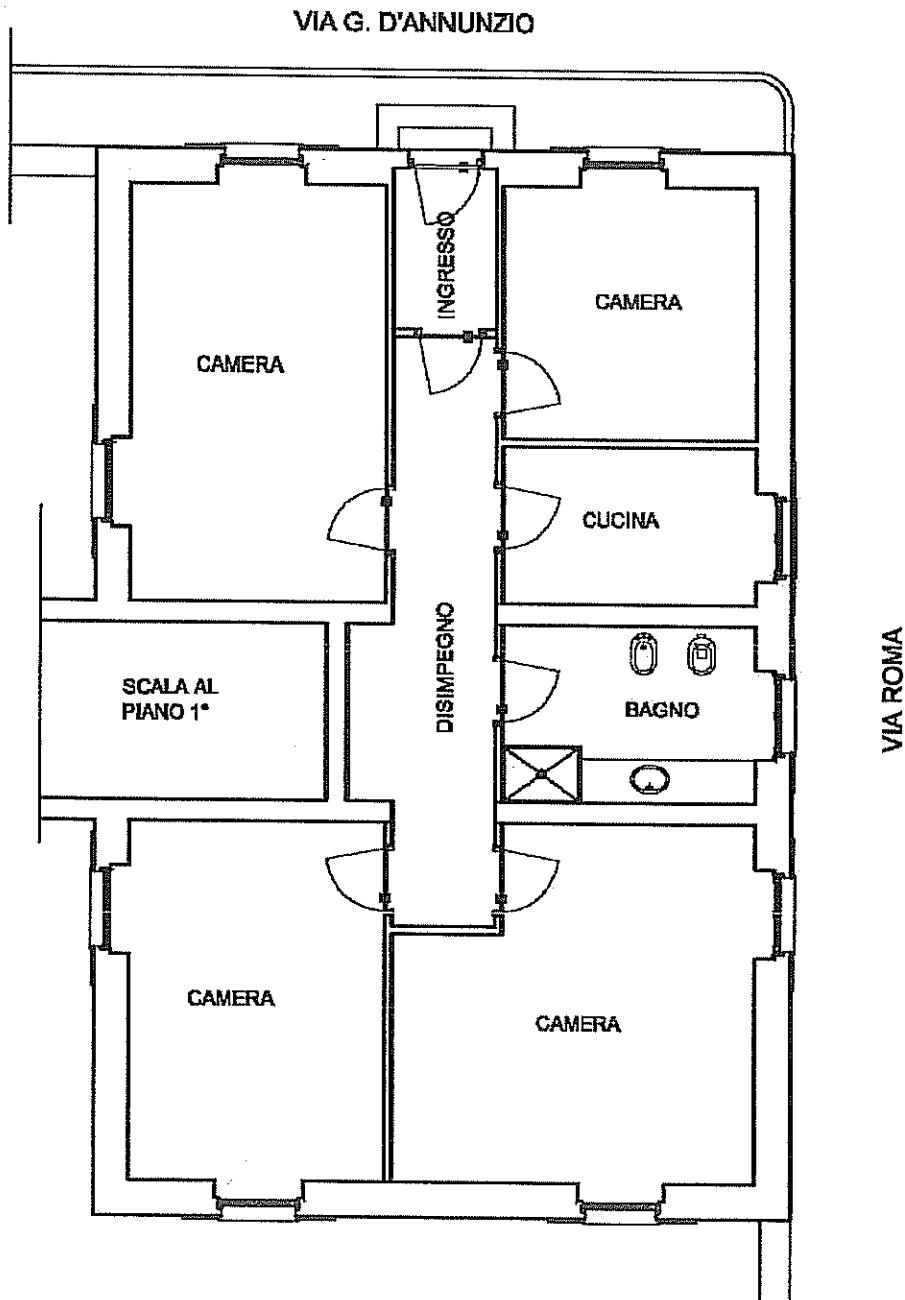 VIA G. D'ANNUNZIO
INGRESSO
CAMERA
CAMERA
CUCINA
DISIMPEGNO
SCALA AL
PIANO 1°
BAGNO
VIA ROMA
CAMERA
CAMERA